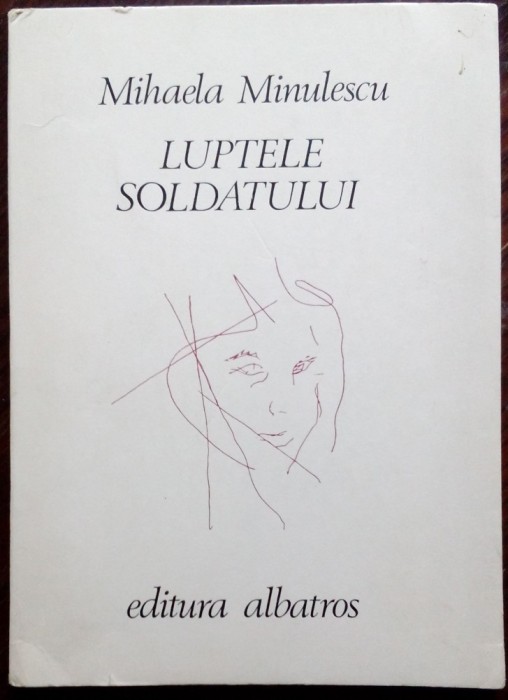 Mihaela Minulescu
LUPTELE
SOLDATULUI
editura albatros